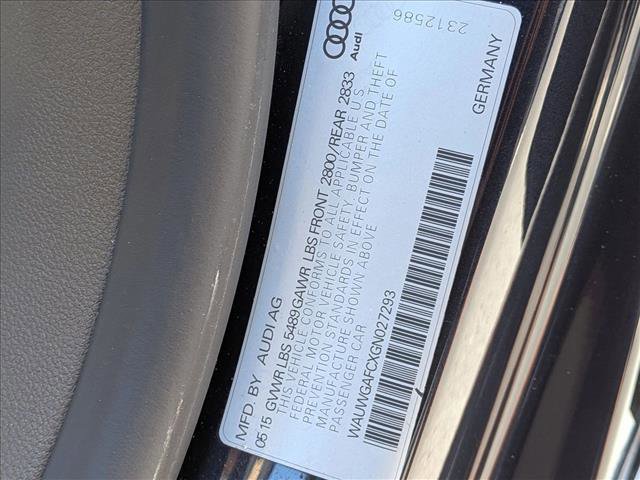 MFD. BY AUDI AG
05 15 GVWR LBS 5489 GAWR LBS FRONT 2800/REAR 2833
THIS VEHICLE CONFORMS TO ALL APPLICABLE U S
FEDERAL MOTOR VEHICLE SAFETY, BUMPER AND THEFT
PREVENTION STANDARDS IN EFFECT ON THE DATE OF
MANUFACTURE SHOWN ABOVE
PASSENGER CAR
WAUWGAFCXGN027293
Audi
2312586
GERMANY